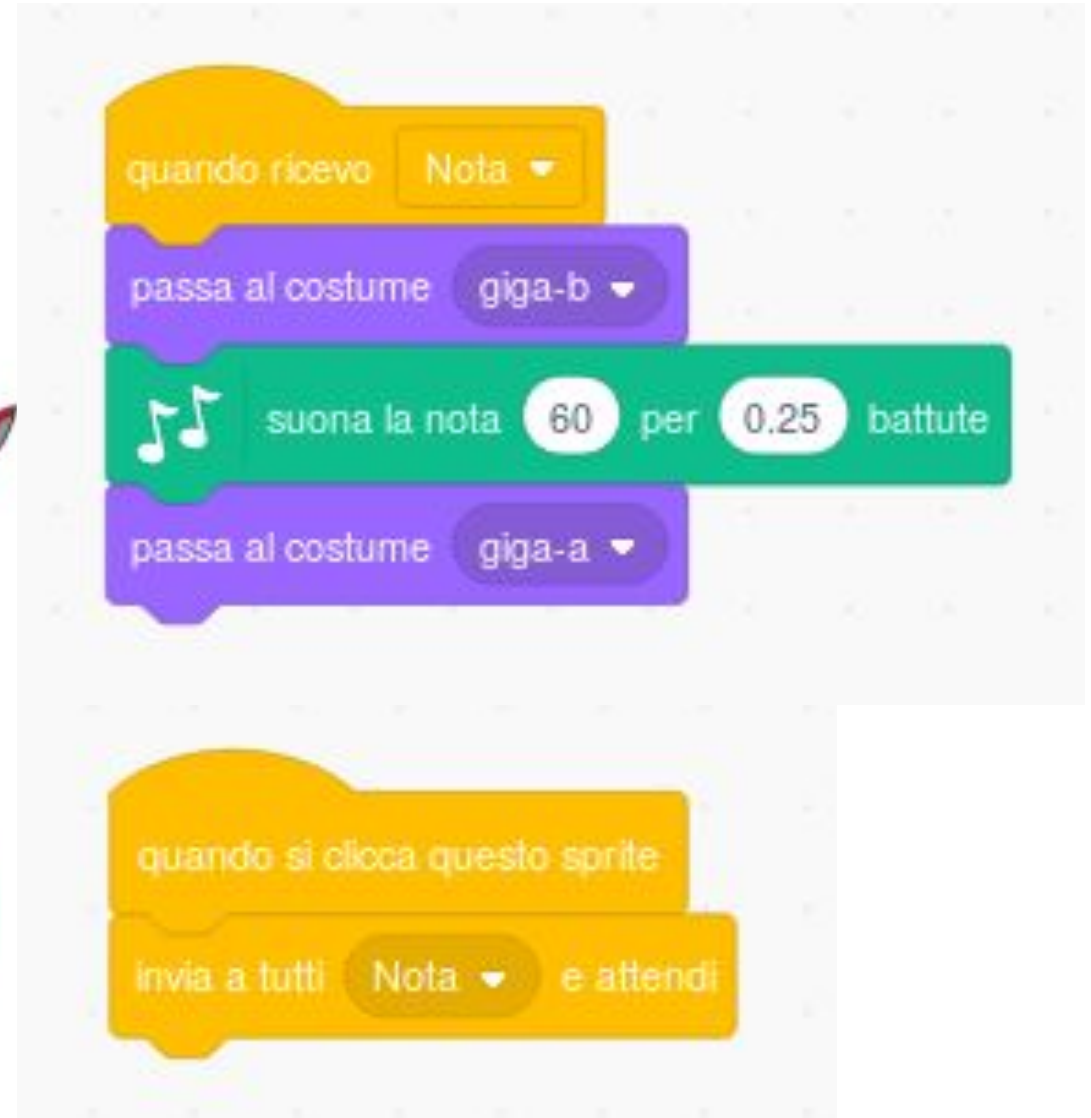 quando ricevo Nota
passa al costume giga-b
suona la nota 60 per 0.25 battute
passa al costume giga-a
quando si clicca questo sprite
invia a tutti Nota e attendi